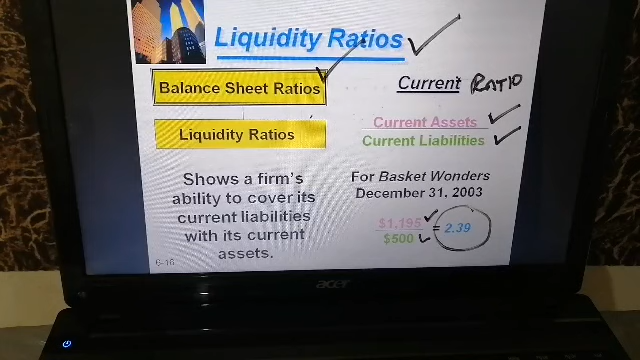 Liquidity Ratios
Balance Sheet Ratios
Current RATIO
Liquidity Ratios
Current Assets
Current Liabilities
Shows a firm's
ability to cover its
current liabilities
with its current
assets.
For Basket Wonders
December 31. 2003
$1,195
$500
= 2.39
6-16
acer